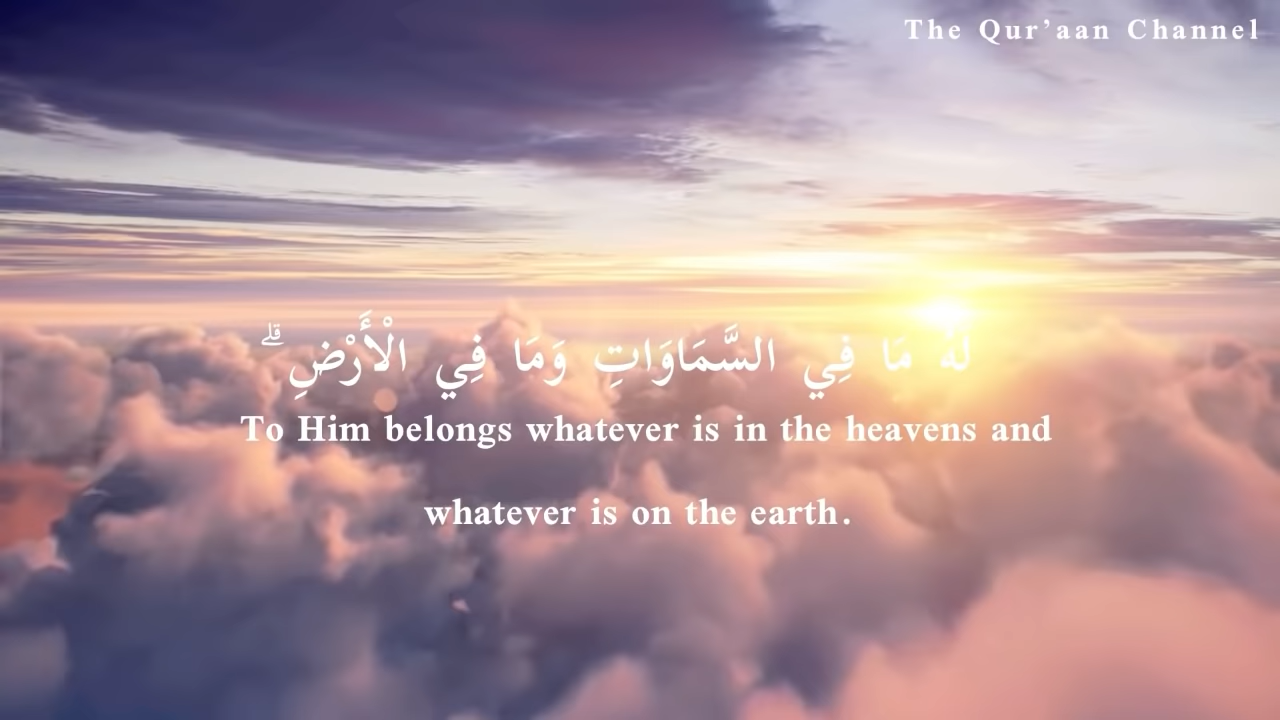 The Qur’aan Channel
لَهُ مَا فِي السَّمَاوَاتِ وَمَا فِي الْأَرْضِ ۗ
To Him belongs whatever is in the heavens and
whatever is on the earth.